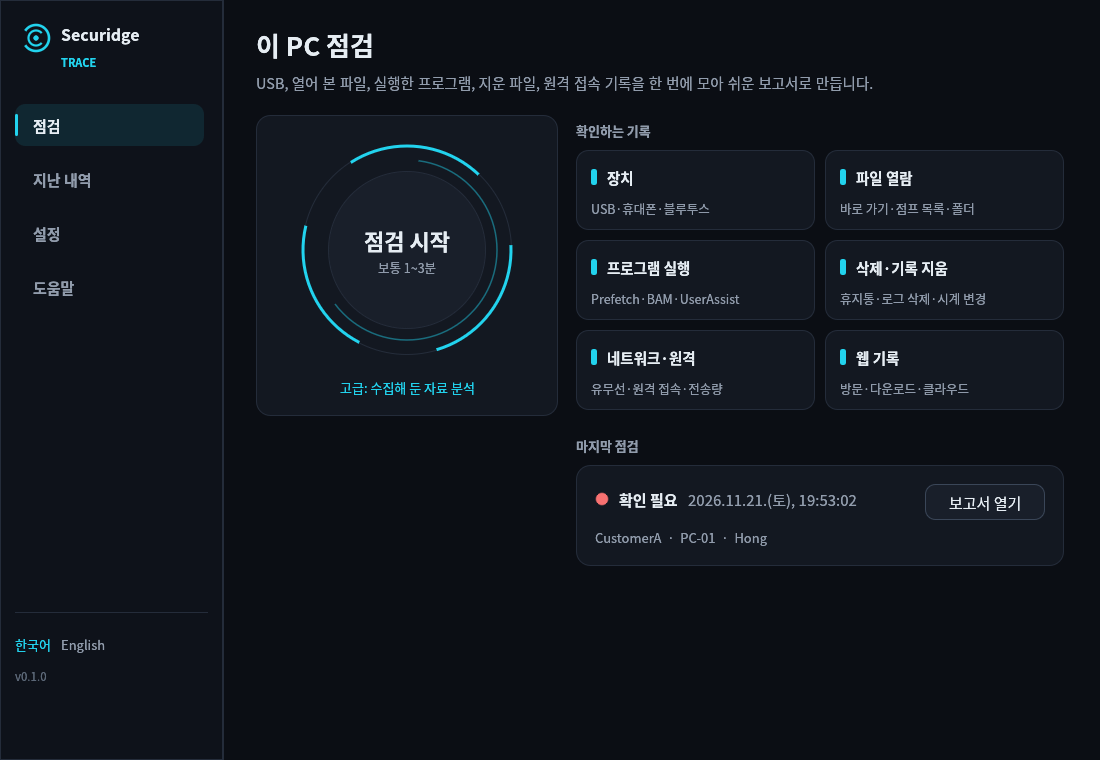 Securidge
TRACE
점검
지난 내역
설정
도움말
한국어 English
v0.1.0
이 PC 점검
USB, 열어 본 파일, 실행한 프로그램, 지운 파일, 원격 접속 기록을 한 번에 모아 쉬운 보고서로 만듭니다.
점검 시작
보통 1~3분
고급: 수집해 둔 자료 분석
확인하는 기록
장치
USB·휴대폰·블루투스
파일 열람
바로 가기·점프 목록·폴더
프로그램 실행
Prefetch·BAM·UserAssist
삭제·기록 지움
휴지통·로그 삭제·시계 변경
네트워크·원격
유무선·원격 접속·전송량
웹 기록
방문·다운로드·클라우드
마지막 점검
확인 필요 2026.11.21.(토), 19:53:02
보고서 열기
CustomerA · PC-01 · Hong